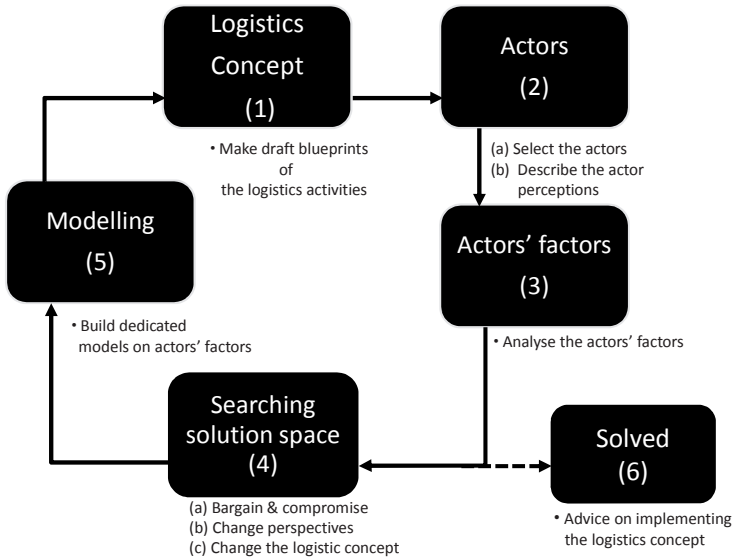 Logistics
Concept
(1)
• Make draft blueprints
of
the logistics activities
Actors
(2)
(a) Select the actors
(b) Describe the actor
perceptions
Actors’ factors
(3)
• Analyse the actors’ factors
Searching
solution space
(4)
(a) Bargain & compromise
(b) Change perspectives
(c) Change the logistic concept
Modelling
(5)
• Build dedicated
models on actors’ factors
Solved
(6)
• Advice on implementing
the logistics concept